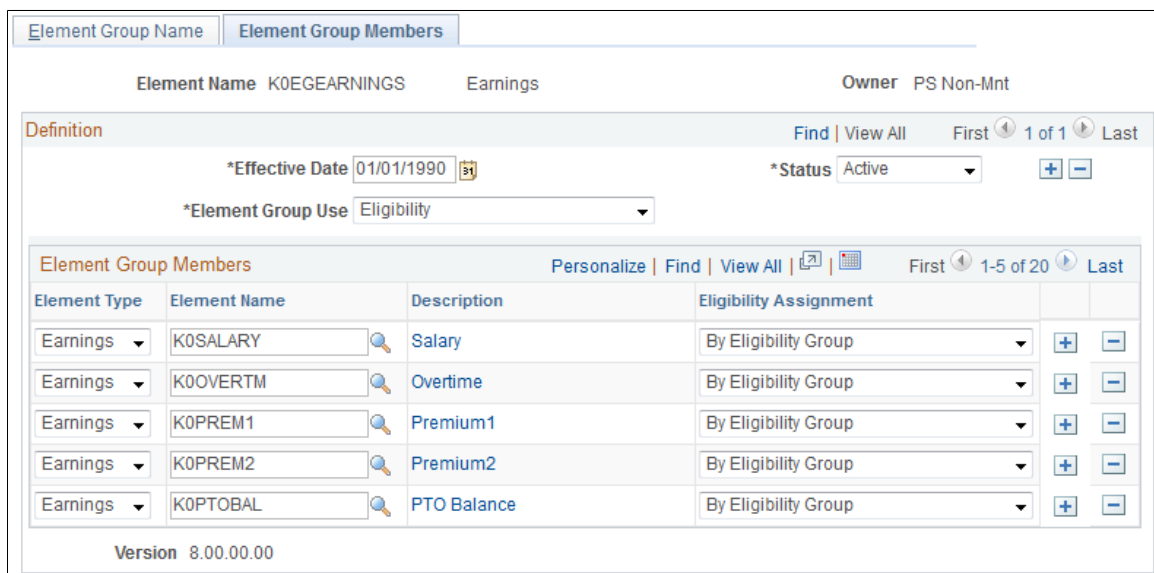 Element Group Name Element Group Members
Element Name K0EGEARNINGS Earnings Owner PS Non-Mnt
Definition Find | View All First 1 of 1 Last
*Effective Date 01/01/1990 31 *Status Active
*Element Group Use Eligibility
Element Group Members Personalize | Find | View All | | First 1-5 of 20 Last
Element Type Element Name Description Eligibility Assignment
Earnings K0SALARY Salary By Eligibility Group
Earnings K0OVERTM Overtime By Eligibility Group
Earnings K0PREM1 Premium1 By Eligibility Group
Earnings K0PREM2 Premium2 By Eligibility Group
Earnings K0PTOBAL PTO Balance By Eligibility Group
Version 8.00.00.00